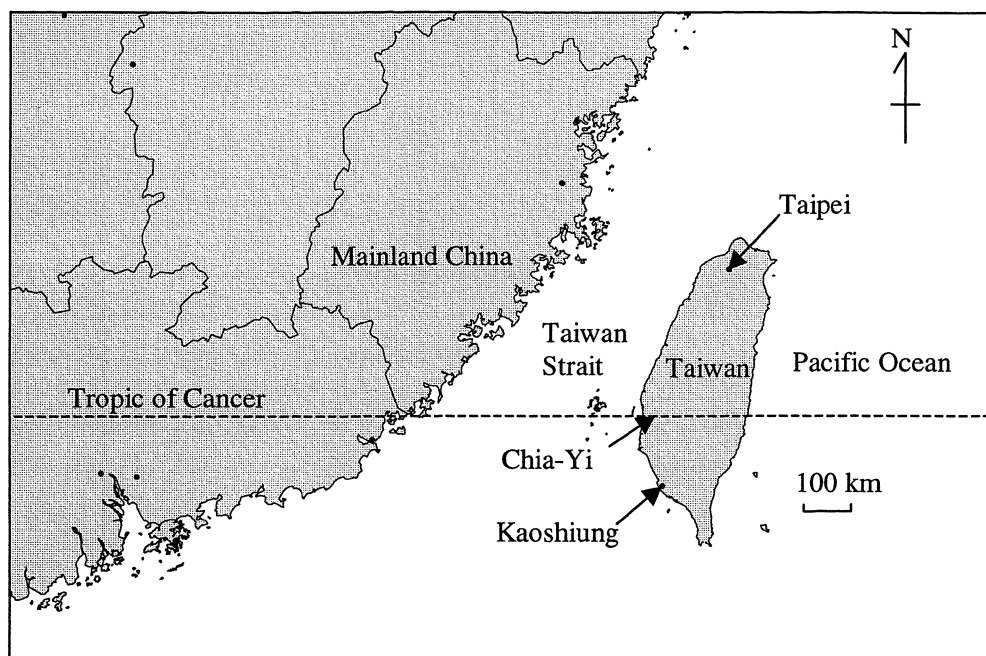 N
Taipei
Mainland China
Taiwan
Strait
Taiwan
Pacific Ocean
Tropic of Cancer
Chia-Yi
100 km
Kaoshiung